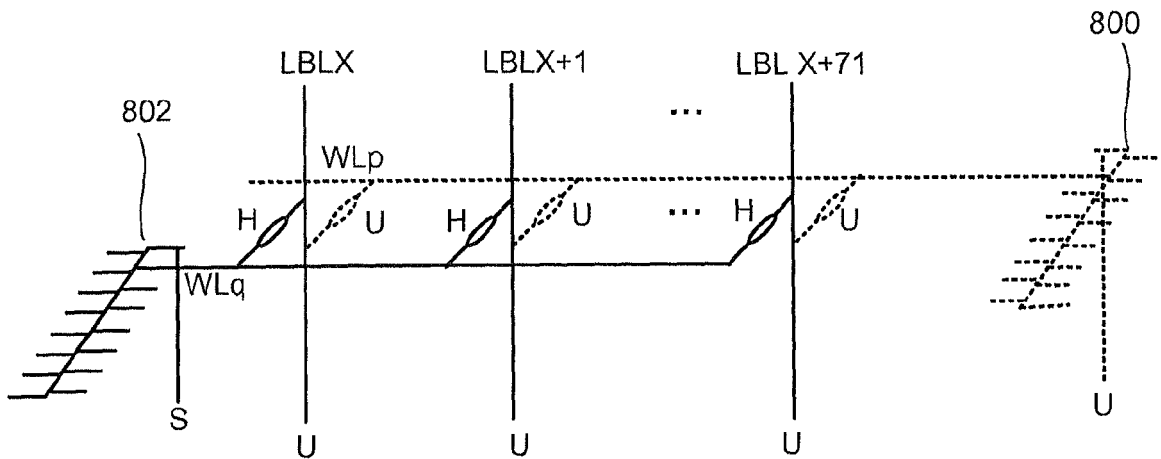 800
LBLX LBLX+1 LBL X+71
802
...
WLp
H U H U ... H U
WLq
S U U U U